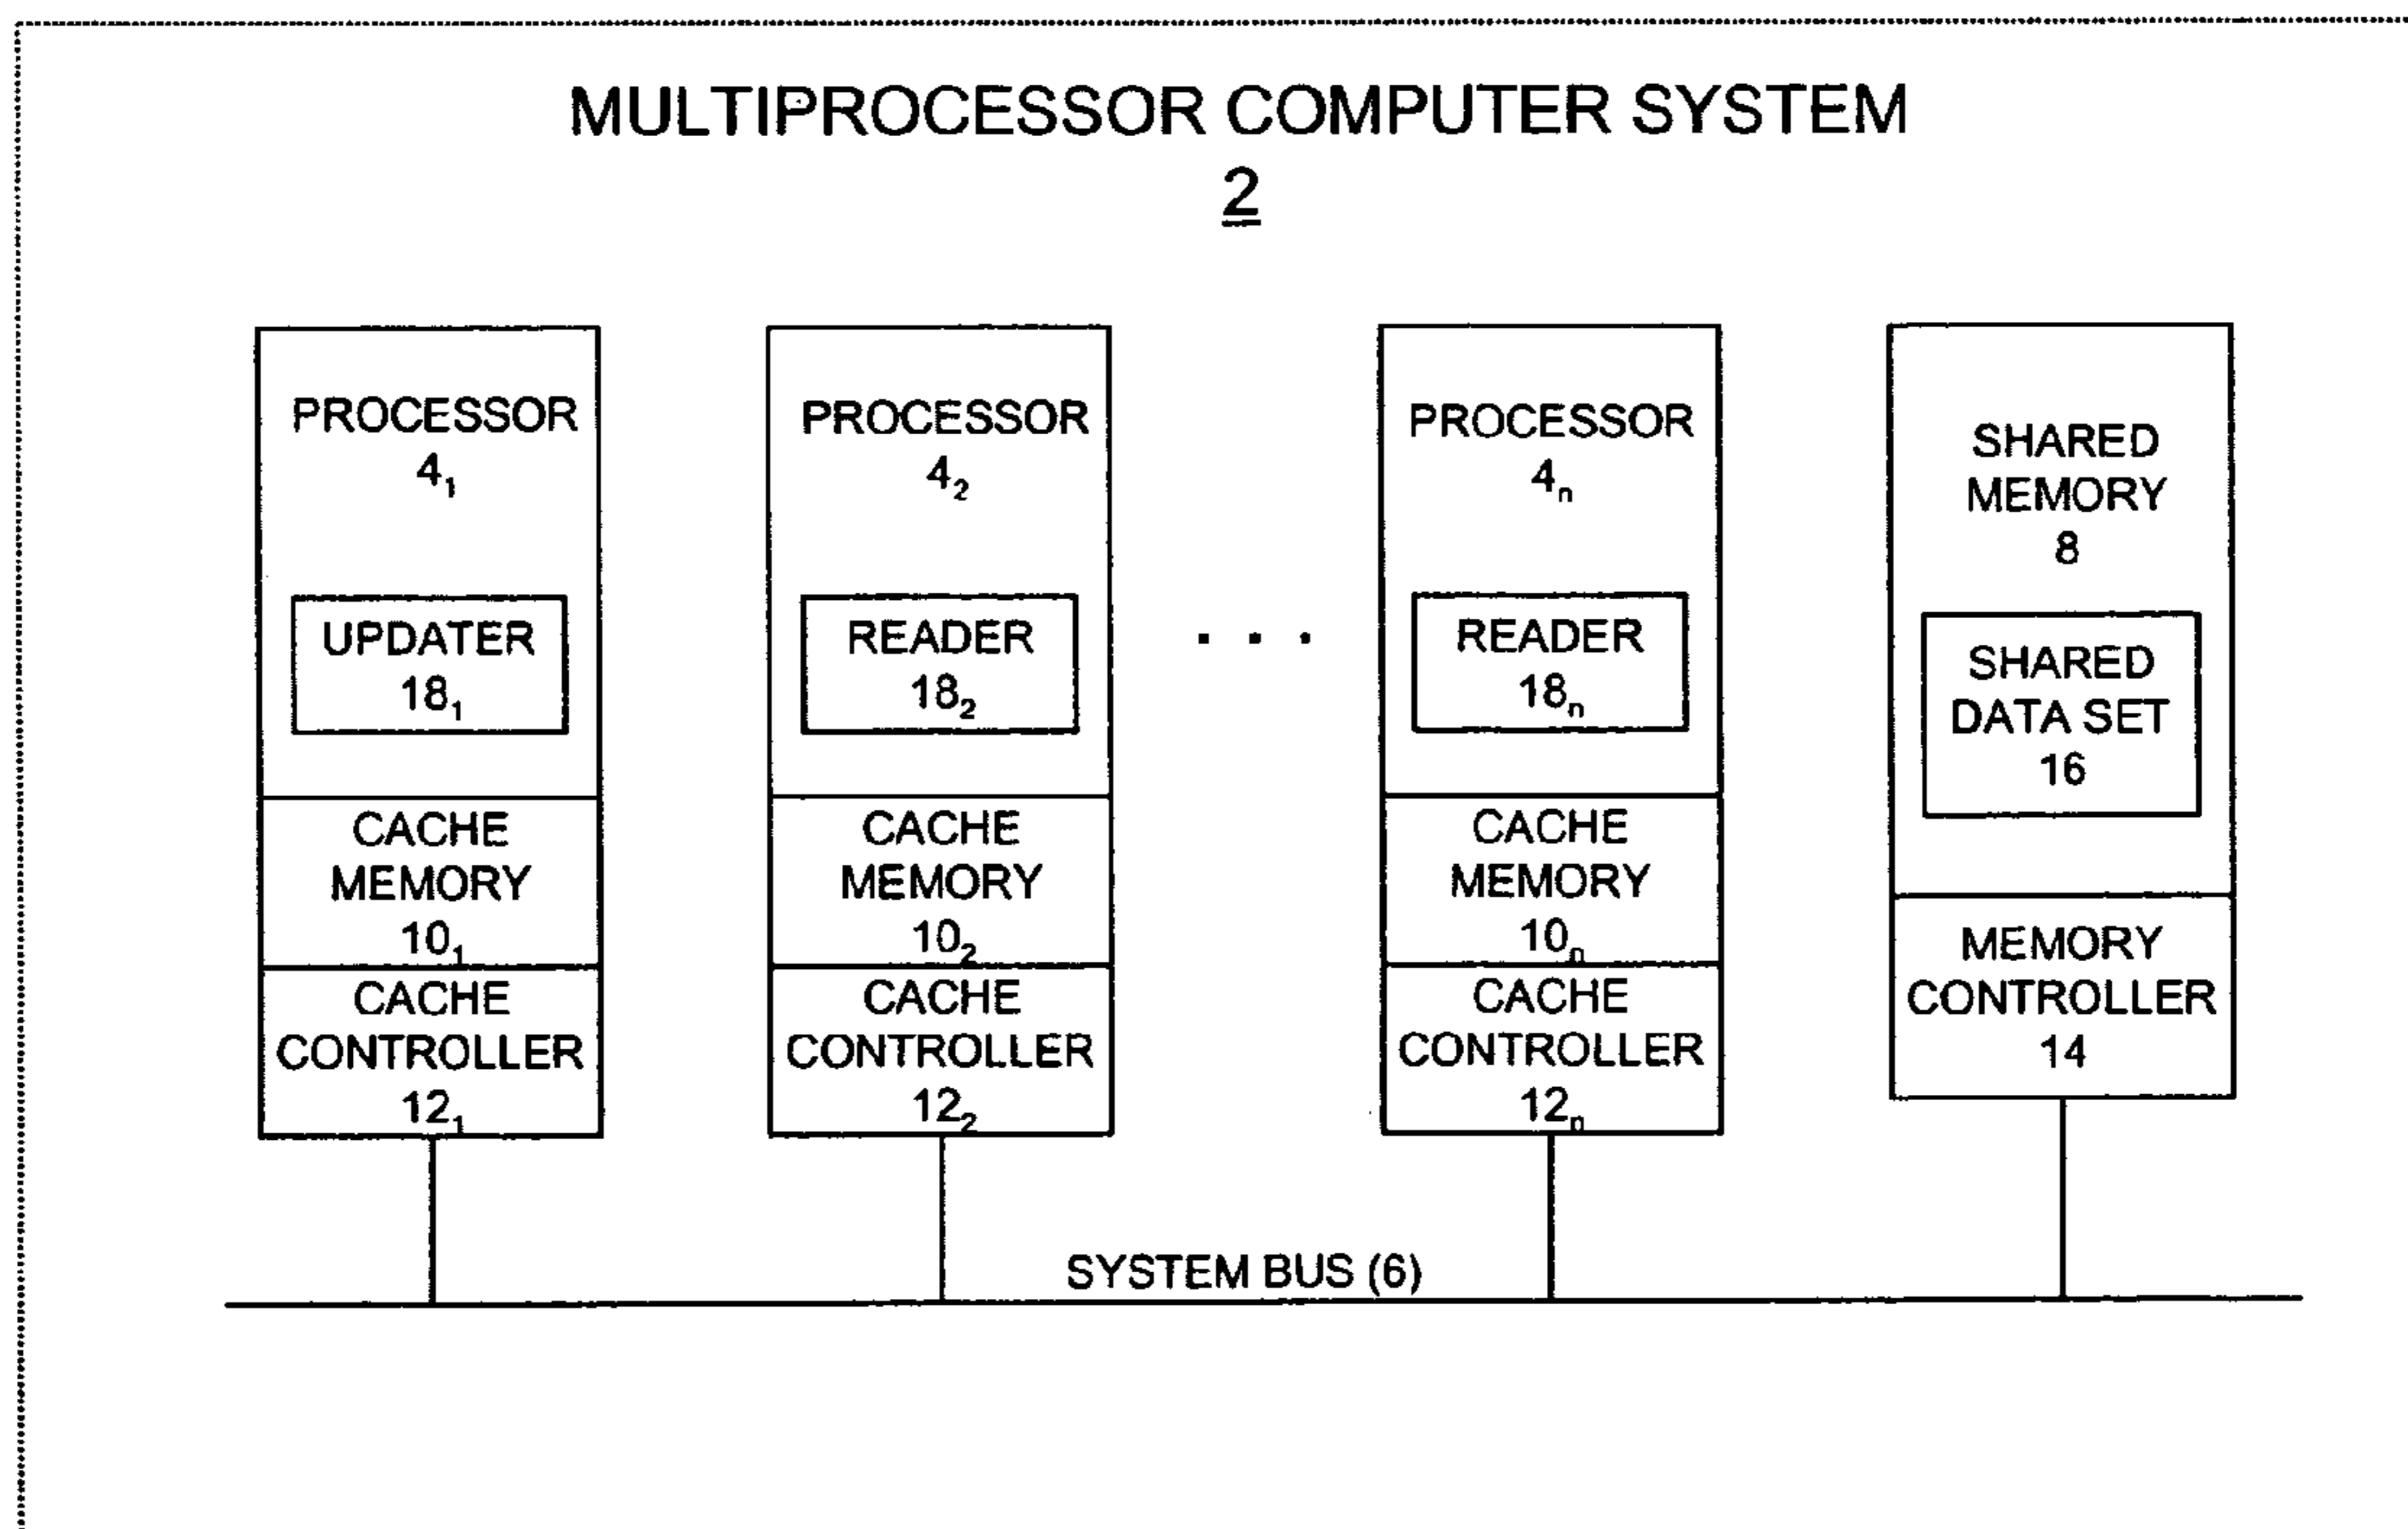 MULTIPROCESSOR COMPUTER SYSTEM
2
PROCESSOR
4₁
UPDATER
18₁
CACHE
MEMORY
10₁
CACHE
CONTROLLER
12₁
PROCESSOR
4₂
READER
18₂
CACHE
MEMORY
10₂
CACHE
CONTROLLER
12₂
. . .
PROCESSOR
4ₙ
READER
18ₙ
CACHE
MEMORY
10ₙ
CACHE
CONTROLLER
12ₙ
SHARED
MEMORY
8
SHARED
DATA SET
16
MEMORY
CONTROLLER
14
SYSTEM BUS (6)